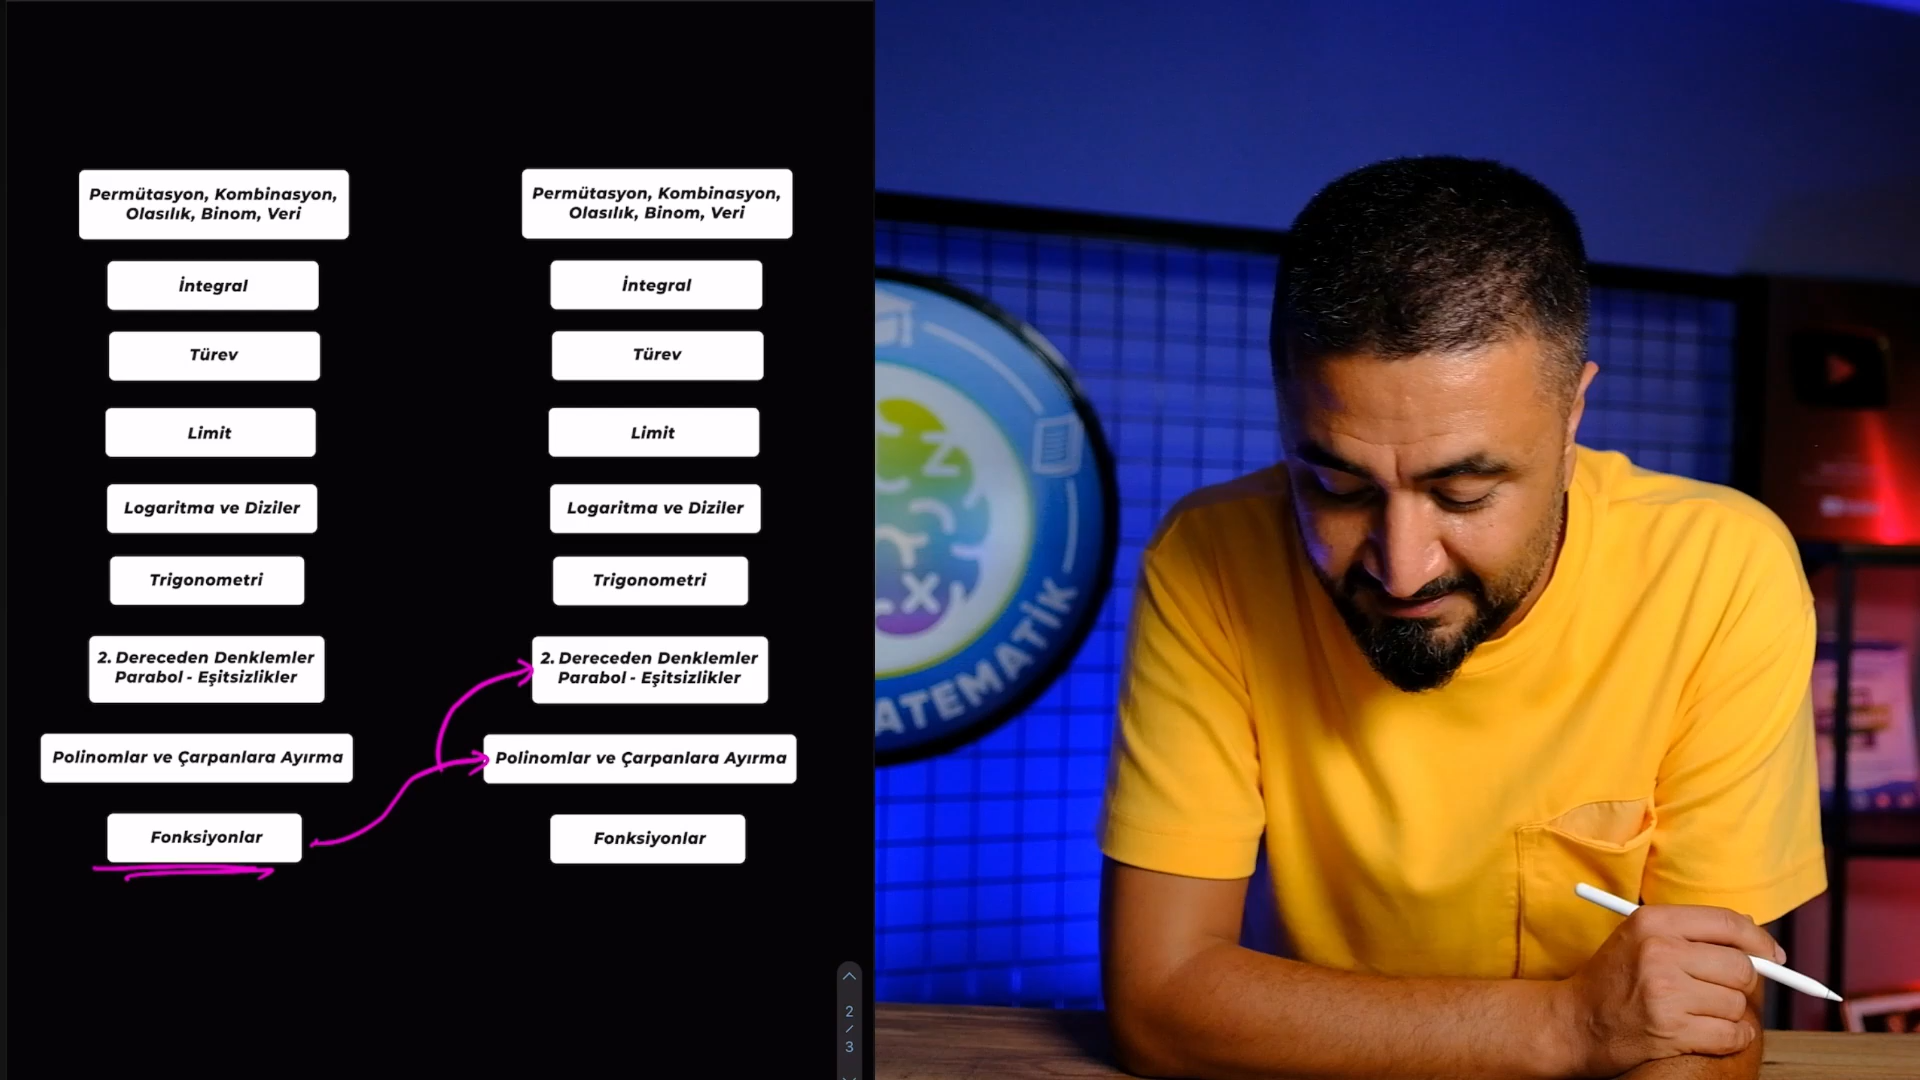 Permütasyon, Kombinasyon,
Olasılık, Binom, Veri
İntegral
Türev
Limit
Logaritma ve Diziler
Trigonometri
2. Dereceden Denklemler
Parabol - Eşitsizlikler
Polinomlar ve Çarpanlara Ayırma
Fonksiyonlar
Permütasyon, Kombinasyon,
Olasılık, Binom, Veri
İntegral
Türev
Limit
Logaritma ve Diziler
Trigonometri
2. Dereceden Denklemler
Parabol - Eşitsizlikler
Polinomlar ve Çarpanlara Ayırma
Fonksiyonlar
2
/
3
ATEMATİK